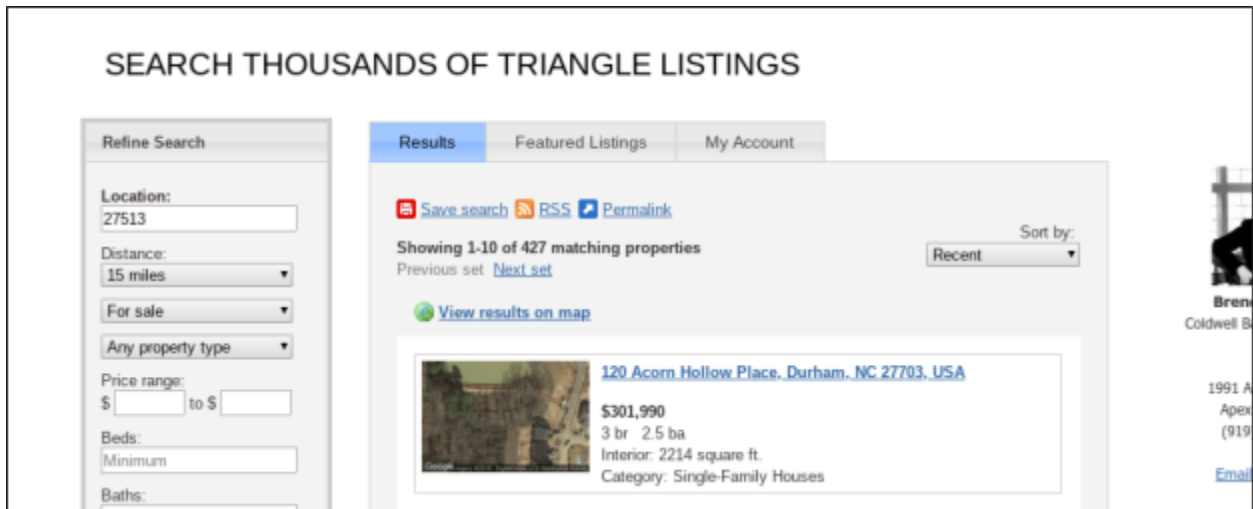 SEARCH THOUSANDS OF TRIANGLE LISTINGS
Refine Search
Location:
27513
Distance:
15 miles
For sale
Any property type
Price range:
$ to $
Beds:
Minimum
Baths:
Results Featured Listings My Account
Save search RSS Permalink
Showing 1-10 of 427 matching properties
Previous set Next set
Sort by:
Recent
View results on map
120 Acorn Hollow Place, Durham, NC 27703, USA
$301,990
3 br 2.5 ba
Interior: 2214 square ft.
Category: Single-Family Houses
Google
Bren
Coldwell B
1991 A
Apex
(919
Email